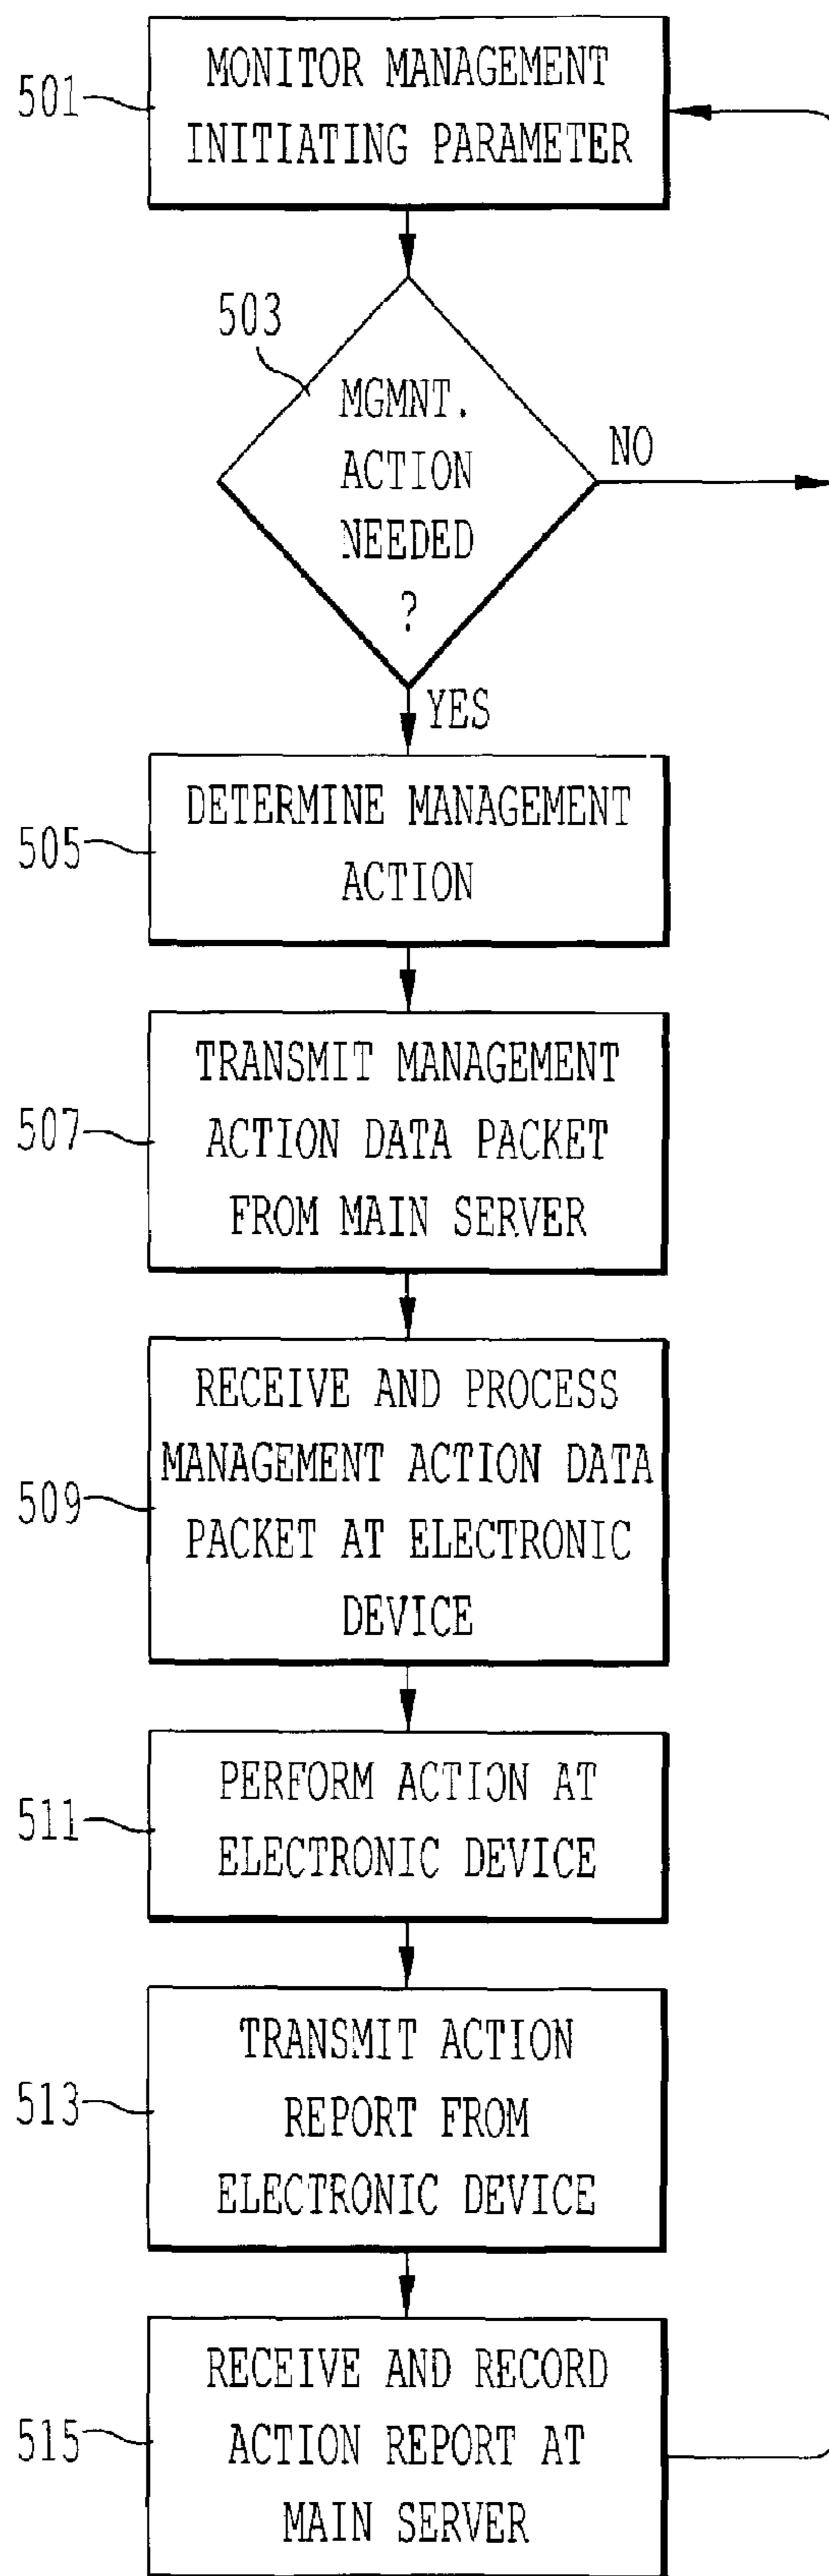 501
MONITOR MANAGEMENT
INITIATING PARAMETER
503
MGMNT.
ACTION
NEEDED
?
NO
YES
505
DETERMINE MANAGEMENT
ACTION
507
TRANSMIT MANAGEMENT
ACTION DATA PACKET
FROM MAIN SERVER
509
RECEIVE AND PROCESS
MANAGEMENT ACTION DATA
PACKET AT ELECTRONIC
DEVICE
511
PERFORM ACTION AT
ELECTRONIC DEVICE
513
TRANSMIT ACTION
REPORT FROM
ELECTRONIC DEVICE
515
RECEIVE AND RECORD
ACTION REPORT AT
MAIN SERVER